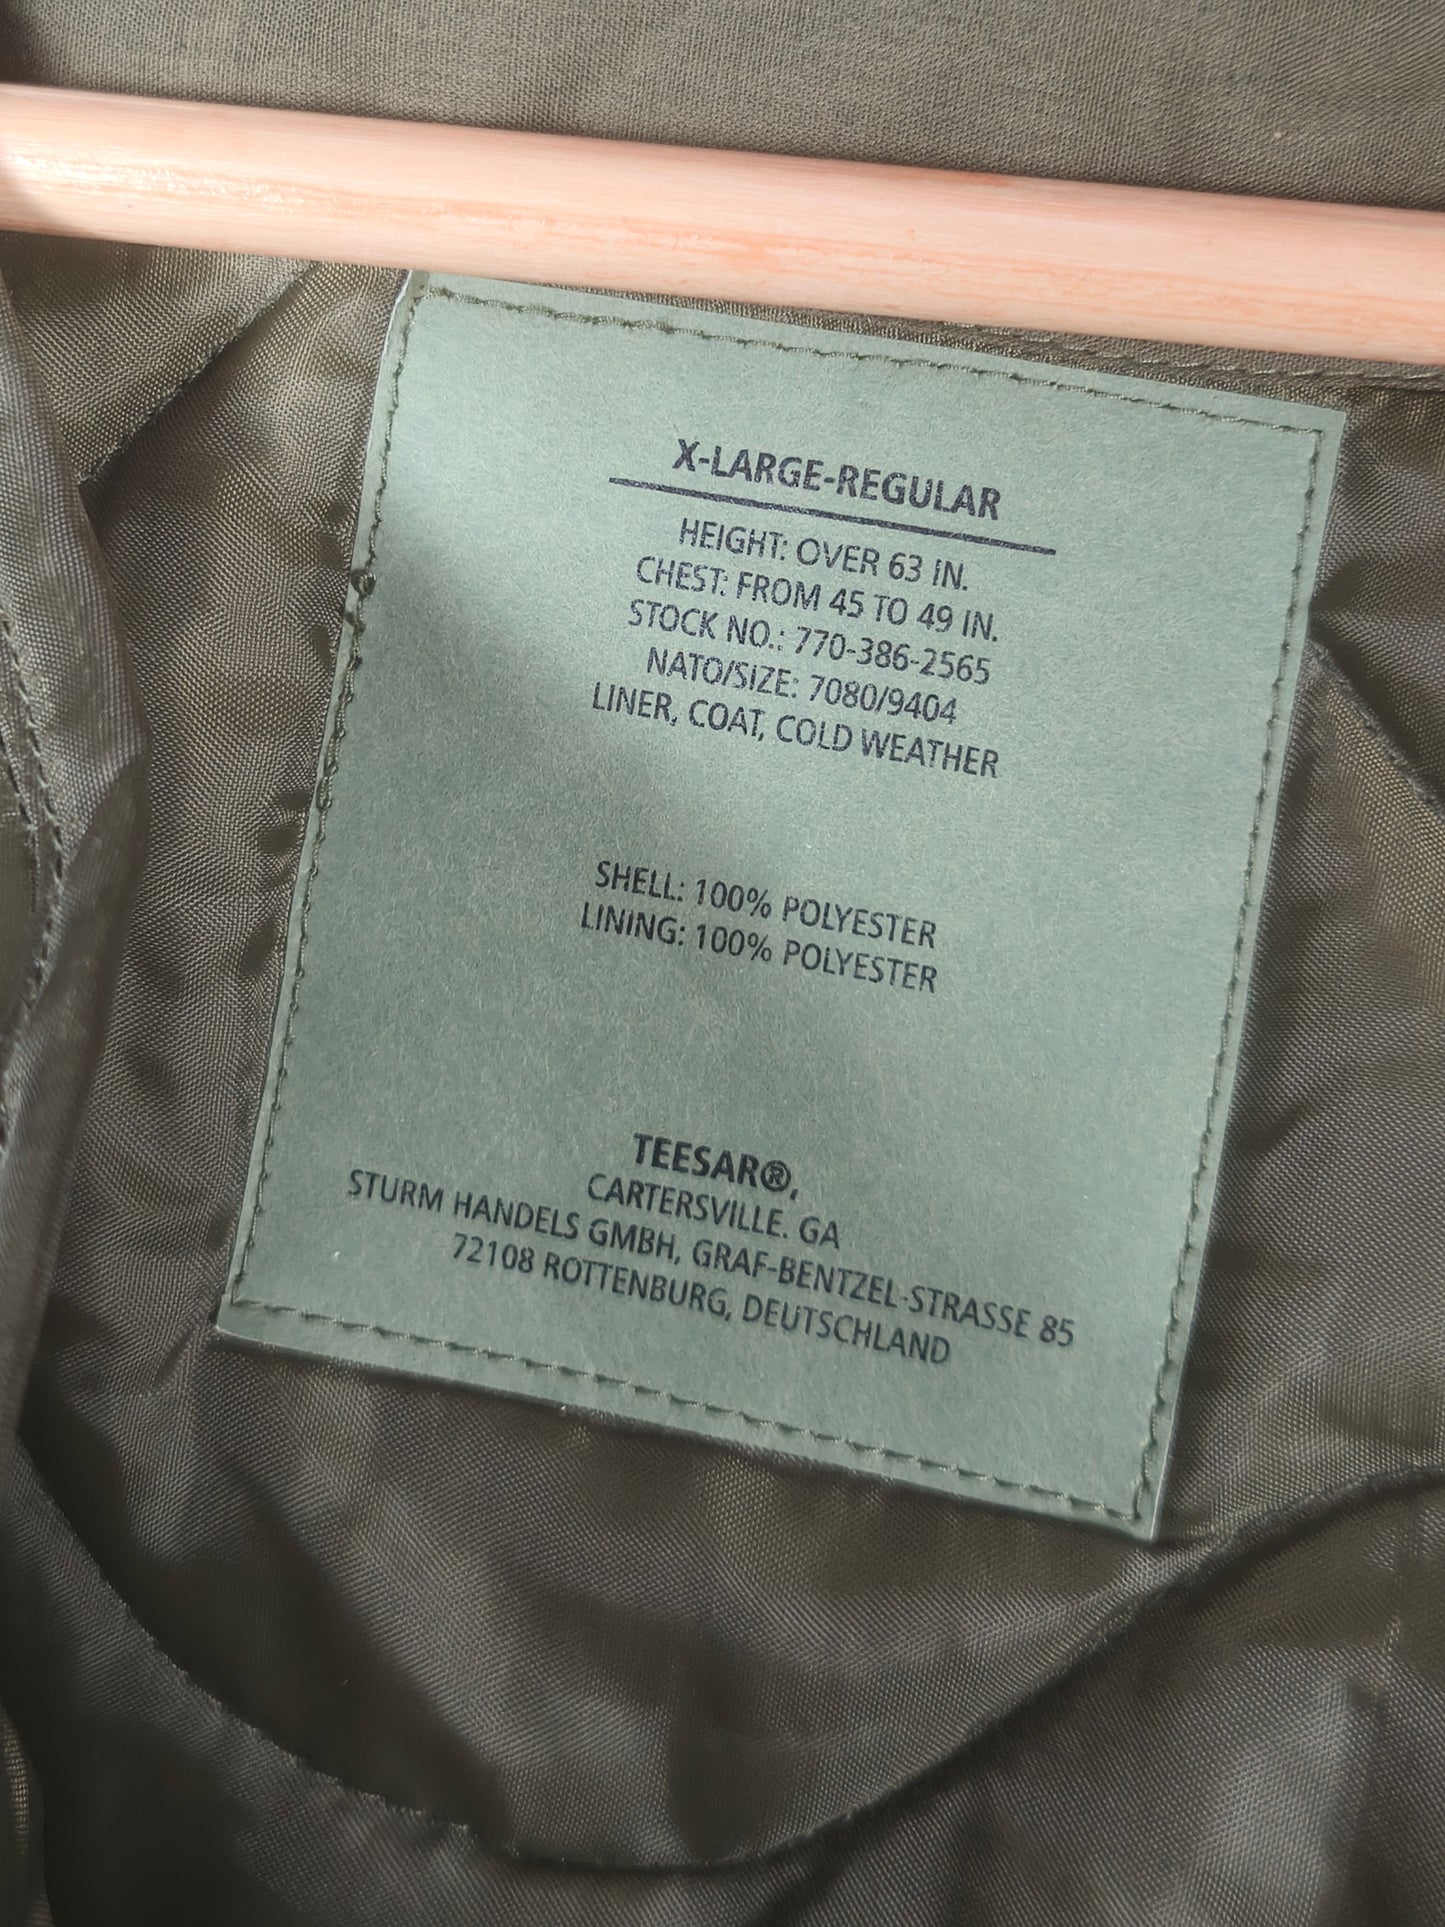 X-LARGE-REGULAR
HEIGHT: OVER 63 IN.
CHEST: FROM 45 TO 49 IN.
STOCK NO.: 770-386-2565
NATO/SIZE: 7080/9404
LINER, COAT, COLD WEATHER
SHELL: 100% POLYESTER
LINING: 100% POLYESTER
TEESAR®,
CARTERSVILLE. GA
STURM HANDELS GMBH, GRAF-BENTZEL-STRASSE 85
72108 ROTTENBURG, DEUTSCHLAND